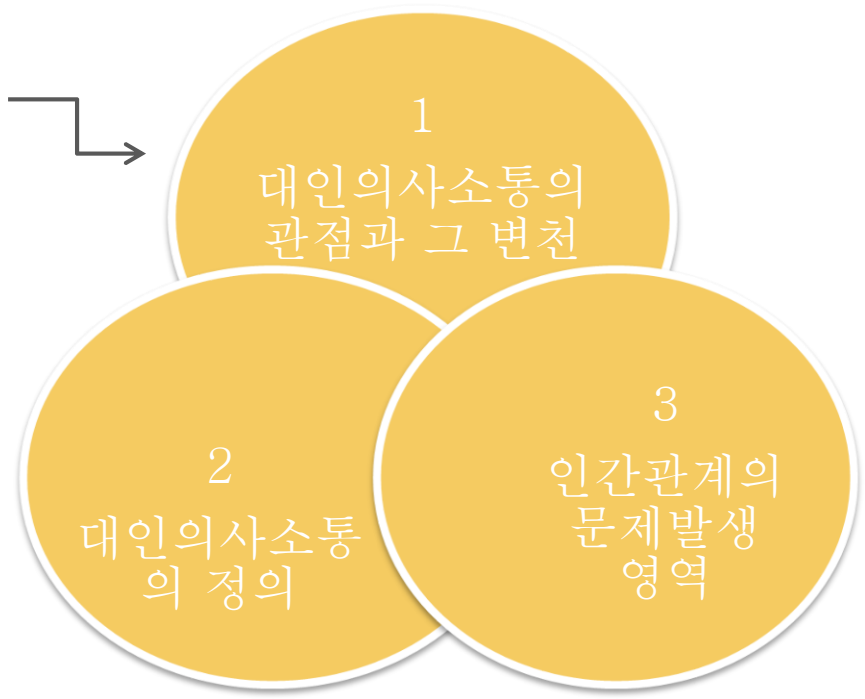 1
대인의사소통의
관점과 그 변천
2
대인의사소통
의 정의
3
인간관계의
문제발생
영역